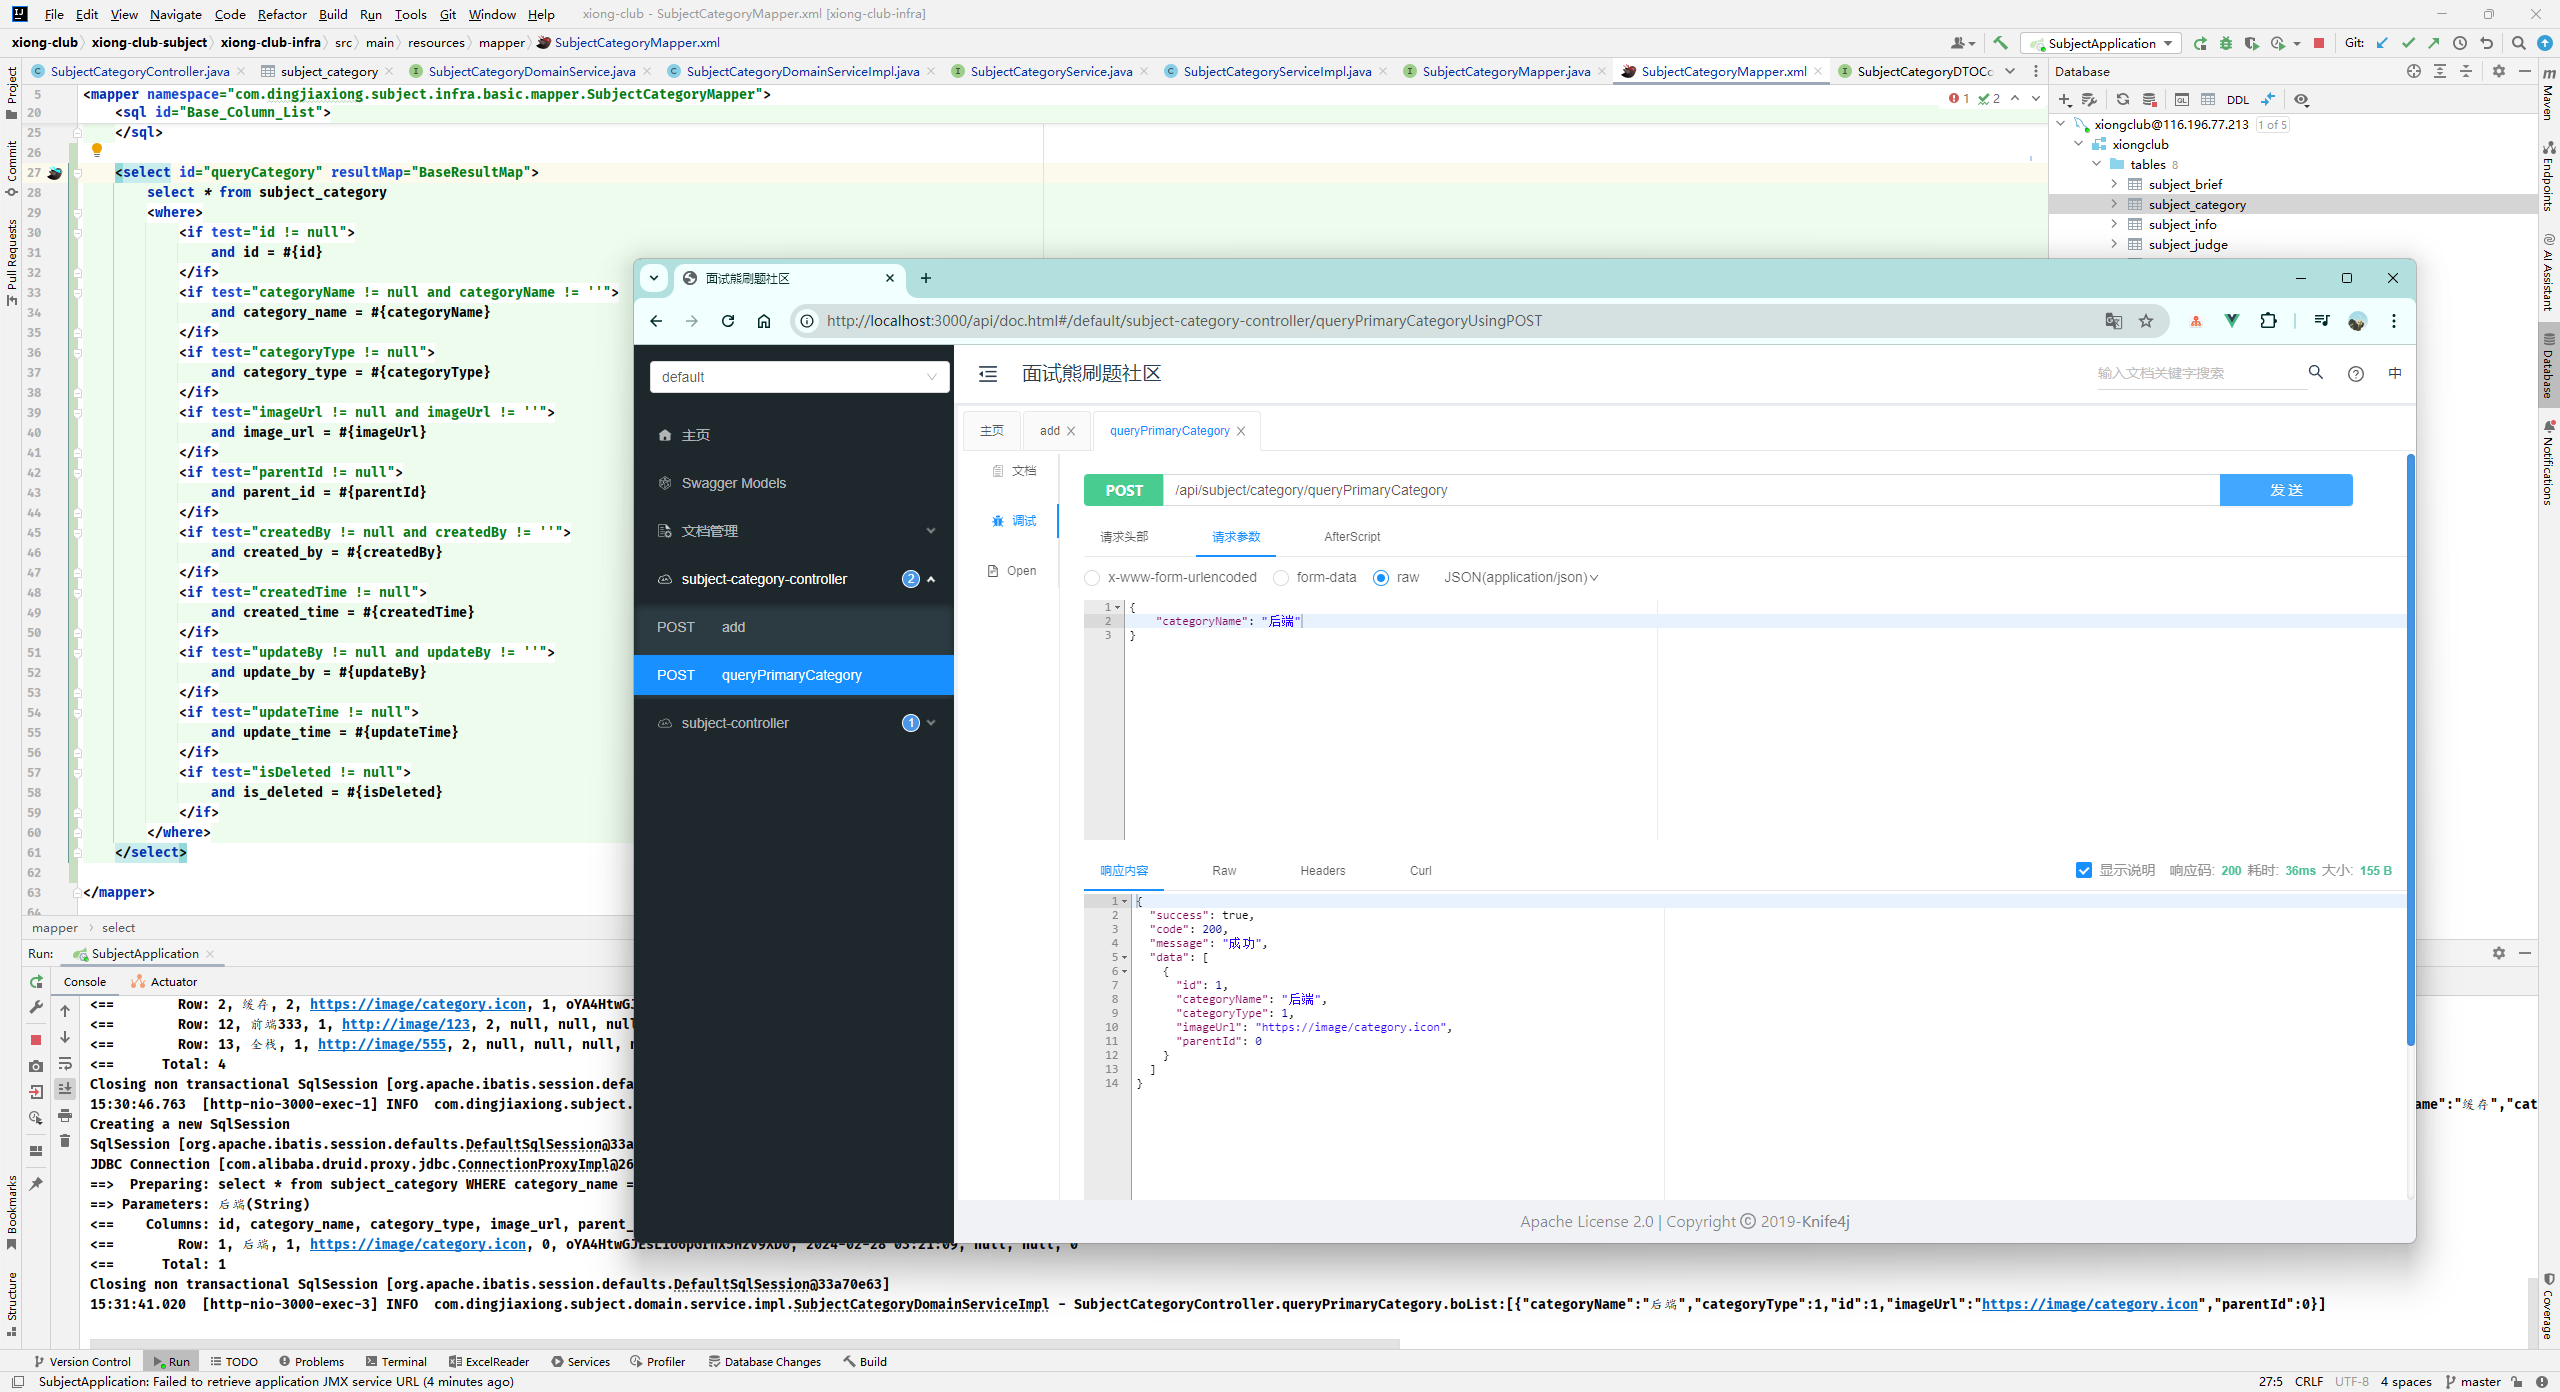 File Edit View Navigate Code Refactor Build Run Tools Git Window Help xiong-club - SubjectCategoryMapper.xml [xiong-club-infra]
xiong-club xiong-club-subject xiong-club-infra src main resources mapper SubjectCategoryMapper.xml SubjectApplication Git:
SubjectCategoryController.java subject_category SubjectCategoryDomainService.java SubjectCategoryDomainServiceImpl.java SubjectCategoryService.java SubjectCategoryServiceImpl.java SubjectCategoryMapper.java SubjectCategoryMapper.xml SubjectCategoryDTOCo
Database
DDL
xiongclub@116.196.77.213 1 of 5
xiongclub
tables 8
subject_brief
subject_category
subject_info
subject_judge
Project
Commit
Pull Requests
Bookmarks
Structure
Maven
Endpoints
AI Assistant
Database
Notifications
Coverage
1 2
5 <mapper namespace="com.dingjiaxiong.subject.infra.basic.mapper.SubjectCategoryMapper">
20 <sql id="Base_Column_List">
25 </sql>
26
27 <select id="queryCategory" resultMap="BaseResultMap">
28 select * from subject_category
29 <where>
30 <if test="id != null">
31 and id = #{id}
32 </if>
33 <if test="categoryName != null and categoryName != ''">
34 and category_name = #{categoryName}
35 </if>
36 <if test="categoryType != null">
37 and category_type = #{categoryType}
38 </if>
39 <if test="imageUrl != null and imageUrl != ''">
40 and image_url = #{imageUrl}
41 </if>
42 <if test="parentId != null">
43 and parent_id = #{parentId}
44 </if>
45 <if test="createdBy != null and createdBy != ''">
46 and created_by = #{createdBy}
47 </if>
48 <if test="createdTime != null">
49 and created_time = #{createdTime}
50 </if>
51 <if test="updateBy != null and updateBy != ''">
52 and update_by = #{updateBy}
53 </if>
54 <if test="updateTime != null">
55 and update_time = #{updateTime}
56 </if>
57 <if test="isDeleted != null">
58 and is_deleted = #{isDeleted}
59 </if>
60 </where>
61 </select>
62
63 </mapper>
64
mapper select
面试熊刷题社区
http://localhost:3000/api/doc.html#/default/subject-category-controller/queryPrimaryCategoryUsingPOST
default
主页
Swagger Models
文档管理
subject-category-controller 2
POST add
POST queryPrimaryCategory
subject-controller 1
面试熊刷题社区 输入文档关键字搜索 中
主页 add queryPrimaryCategory
文档
调试
Open
POST /api/subject/category/queryPrimaryCategory 发 送
请求头部 请求参数 AfterScript
x-www-form-urlencoded form-data raw JSON(application/json)
1 {
2 "categoryName": "后端"
3 }
响应内容 Raw Headers Curl 显示说明 响应码: 200 耗时: 36ms 大小: 155 B
1 {
2 "success": true,
3 "code": 200,
4 "message": "成功",
5 "data": [
6 {
7 "id": 1,
8 "categoryName": "后端",
9 "categoryType": 1,
10 "imageUrl": "https://image/category.icon",
11 "parentId": 0
12 }
13 ]
14 }
Apache License 2.0 | Copyright © 2019-Knife4j
Run: SubjectApplication
Console Actuator
<== Row: 2, 缓存, 2, https://image/category.icon, 1,
<== Row: 12, 前端333, 1, http://image/123, 2, null, null, null
<== Row: 13, 全栈, 1, http://image/555, 2, null, null, null,
<== Total: 4
Closing non transactional SqlSession [org.apache.ibatis.session.defa
15:30:46.763 [http-nio-3000-exec-1] INFO com.dingjiaxiong.subject. ame":"缓存","cat
Creating a new SqlSession
SqlSession [org.apache.ibatis.session.defaults.DefaultSqlSession@33a
JDBC Connection [com.alibaba.druid.proxy.jdbc.ConnectionProxyImpl@26
==> Preparing: select * from subject_category WHERE category_name =
==> Parameters: 后端(String)
<== Columns: id, category_name, category_type, image_url, parent_
<== Row: 1, 后端, 1, https://image/category.icon, 0,
<== Total: 1
Closing non transactional SqlSession [org.apache.ibatis.session.defaults.DefaultSqlSession@33a70e63]
15:31:41.020 [http-nio-3000-exec-3] INFO com.dingjiaxiong.subject.domain.service.impl.SubjectCategoryDomainServiceImpl - SubjectCategoryController.queryPrimaryCategory.boList:[{"categoryName":"后端","categoryType":1,"id":1,"imageUrl":"https://image/category.icon","parentId":0}]
Version Control Run TODO Problems Terminal ExcelReader Services Profiler Database Changes Build
SubjectApplication: Failed to retrieve application JMX service URL (4 minutes ago) 27:5 CRLF UTF-8 4 spaces master